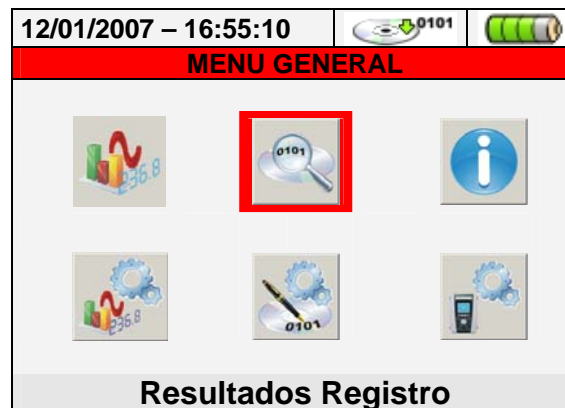 12/01/2007 – 16:55:10 0101
MENU GENERAL
236.8 0101
236.8 0101
Resultados Registro